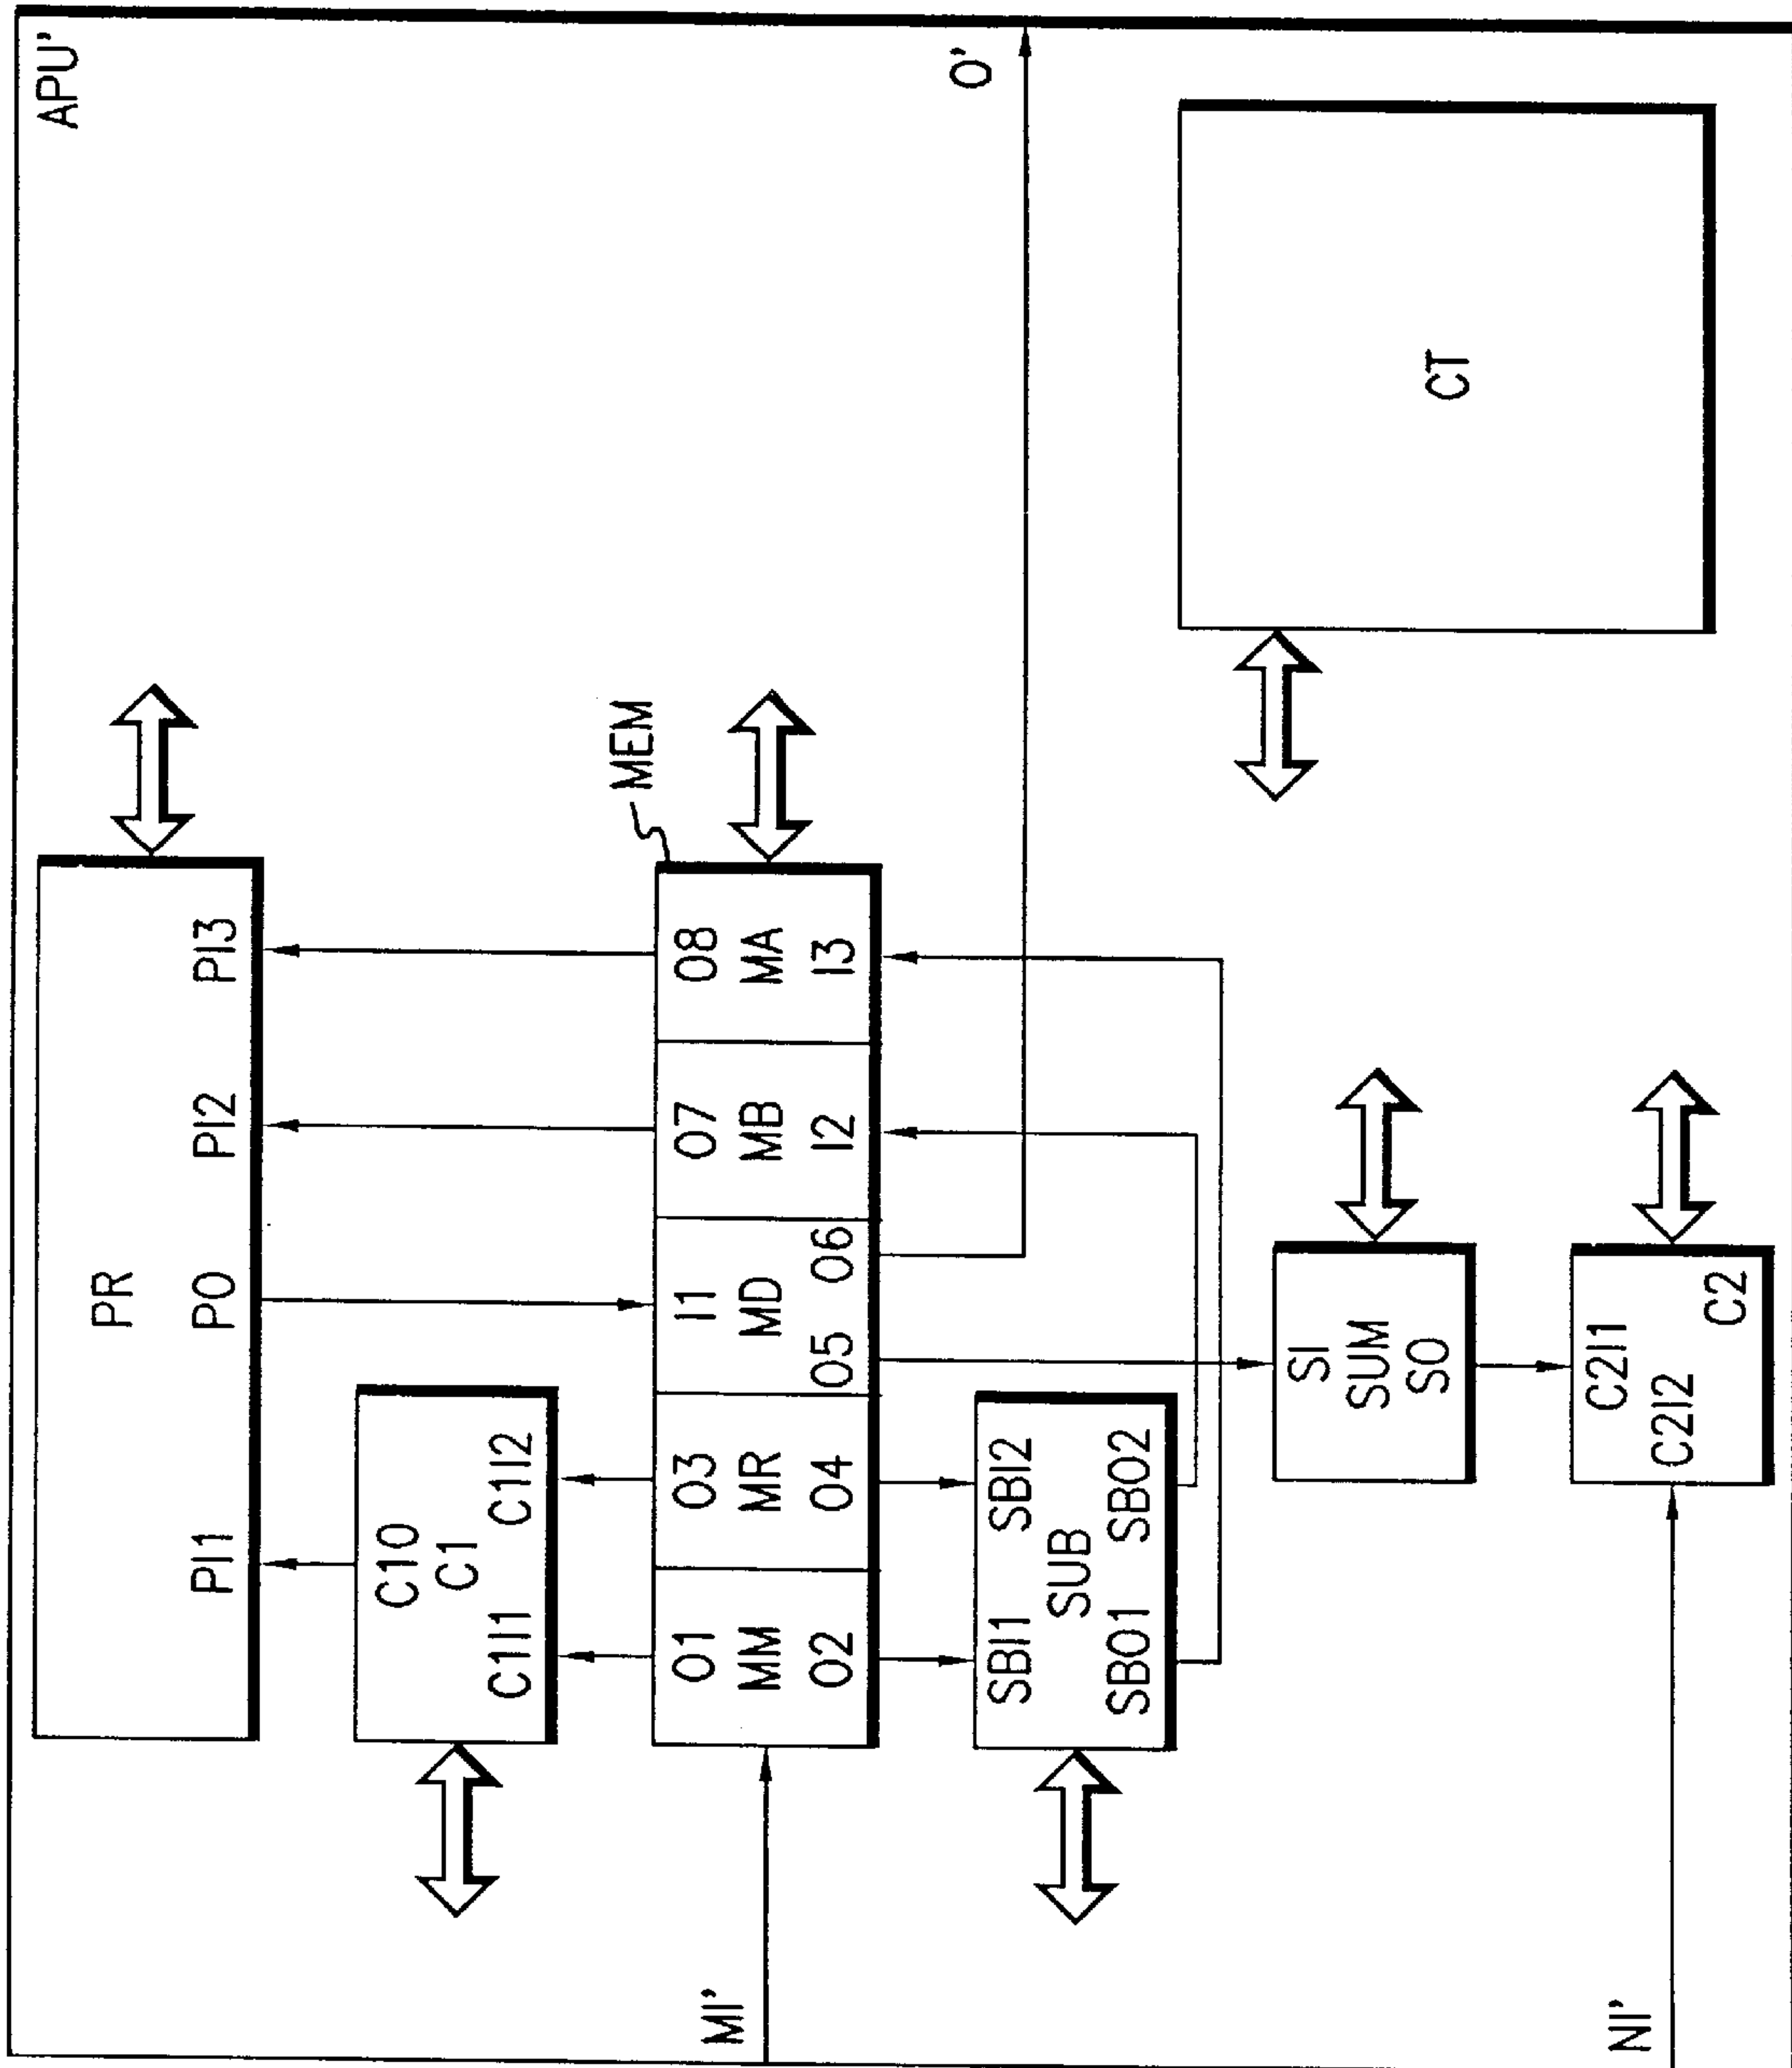 APU'
PR
PI1 PO PI2 PI3
C10
C1
C1I1 C1I2
MEM
O1 O3 I1 O7 O8
MM MR MD MB MA
O2 O4 O5 O6 I2 I3
MI'
O'
SBI1 SBI2
SUB
SBO1 SBO2
CT
SI
SUM
SO
C2I1
C2I2
C2
NI'